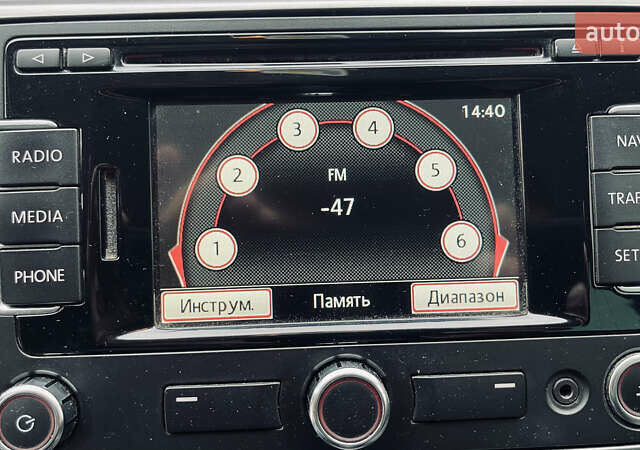 auto
14:40
RADIO
MEDIA
PHONE
3
4
2
5
1
6
FM
-47
NAV
TRAF
SET
Инструм.
Память
Диапазон